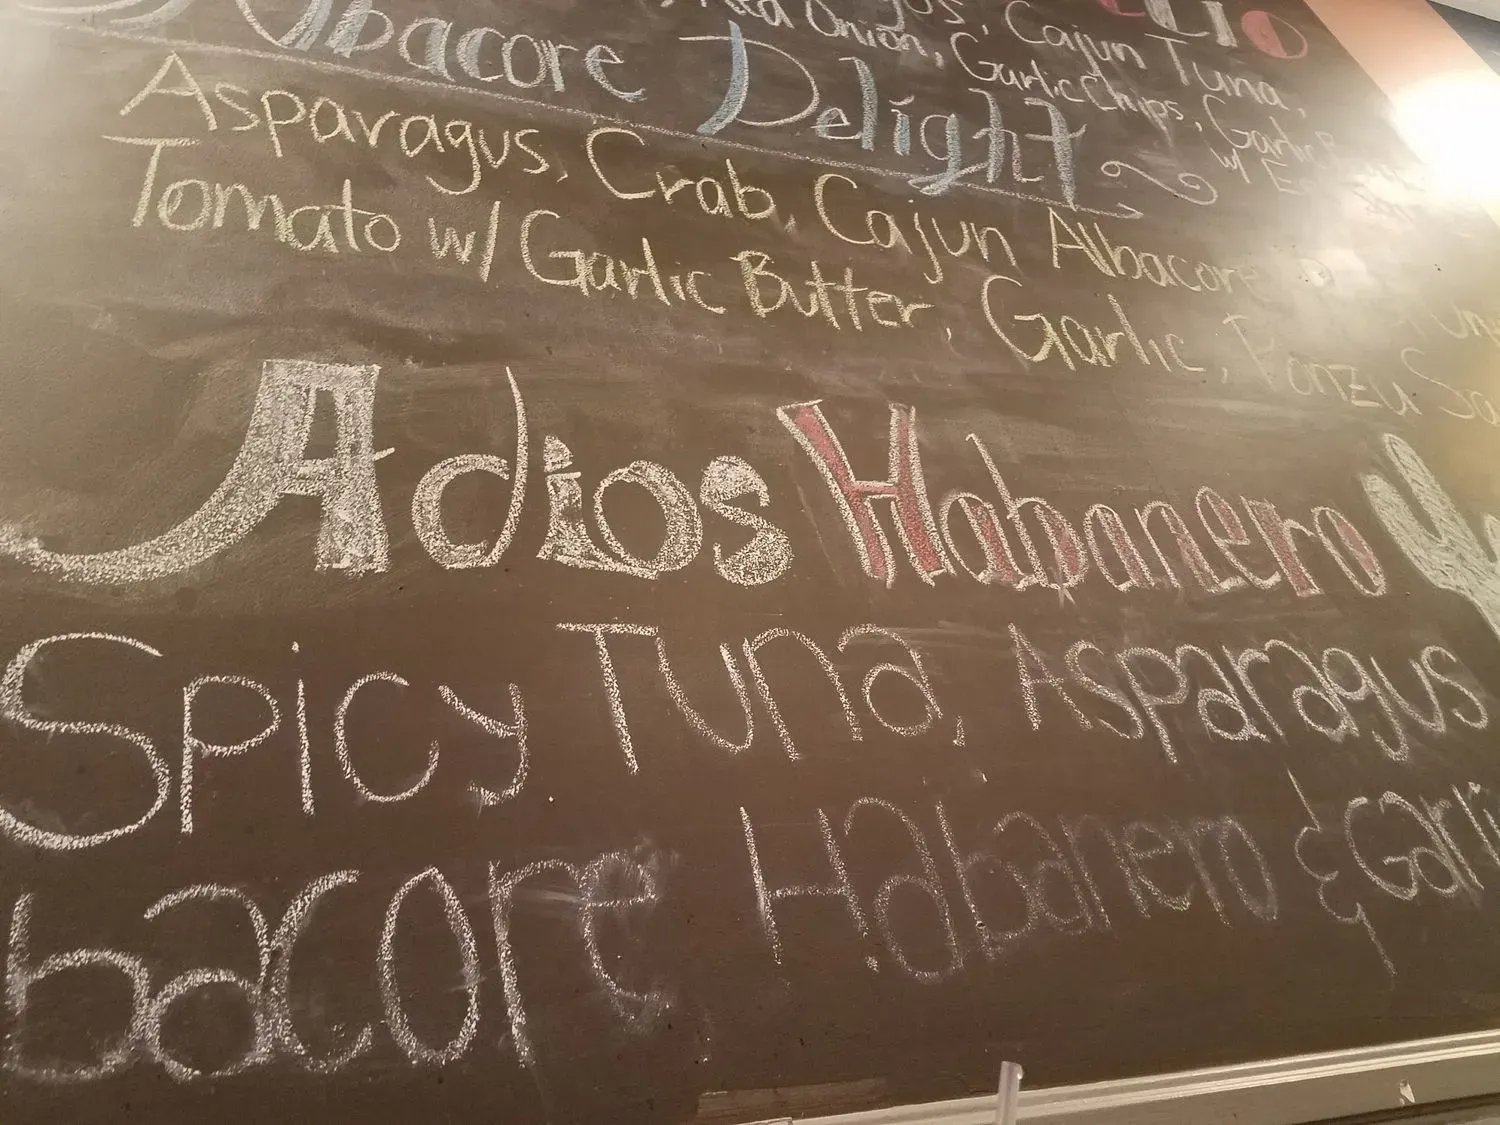 Red Onion, Cajun Tuna,
Garlic Chips, Garlic
w/
Albacore Delight
Asparagus, Crab, Cajun Albacore
Tomato w/ Garlic Butter, Garlic, Ponzu
Adios Habanero
Spicy Tuna, Asparagus
bacore Habanero & Garli